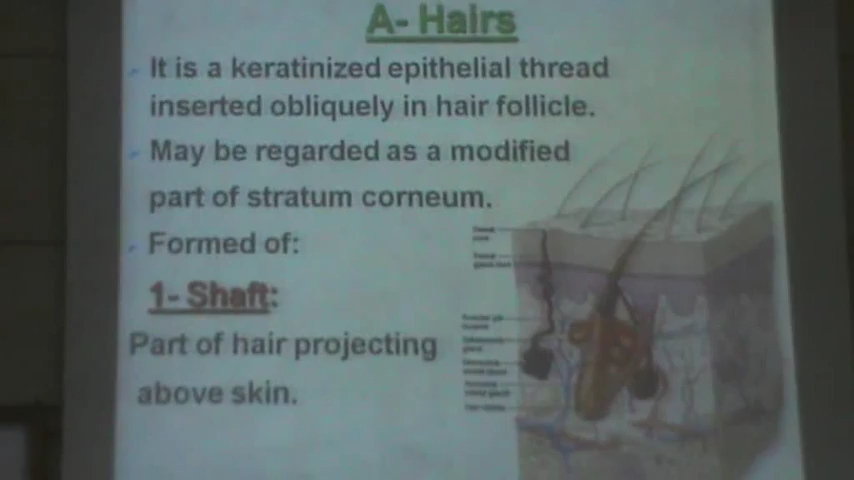 A- Hairs
It is a keratinized epithelial thread
inserted obliquely in hair follicle.
May be regarded as a modified
part of stratum corneum.
Formed of:
1- Shaft:
Part of hair projecting
above skin.